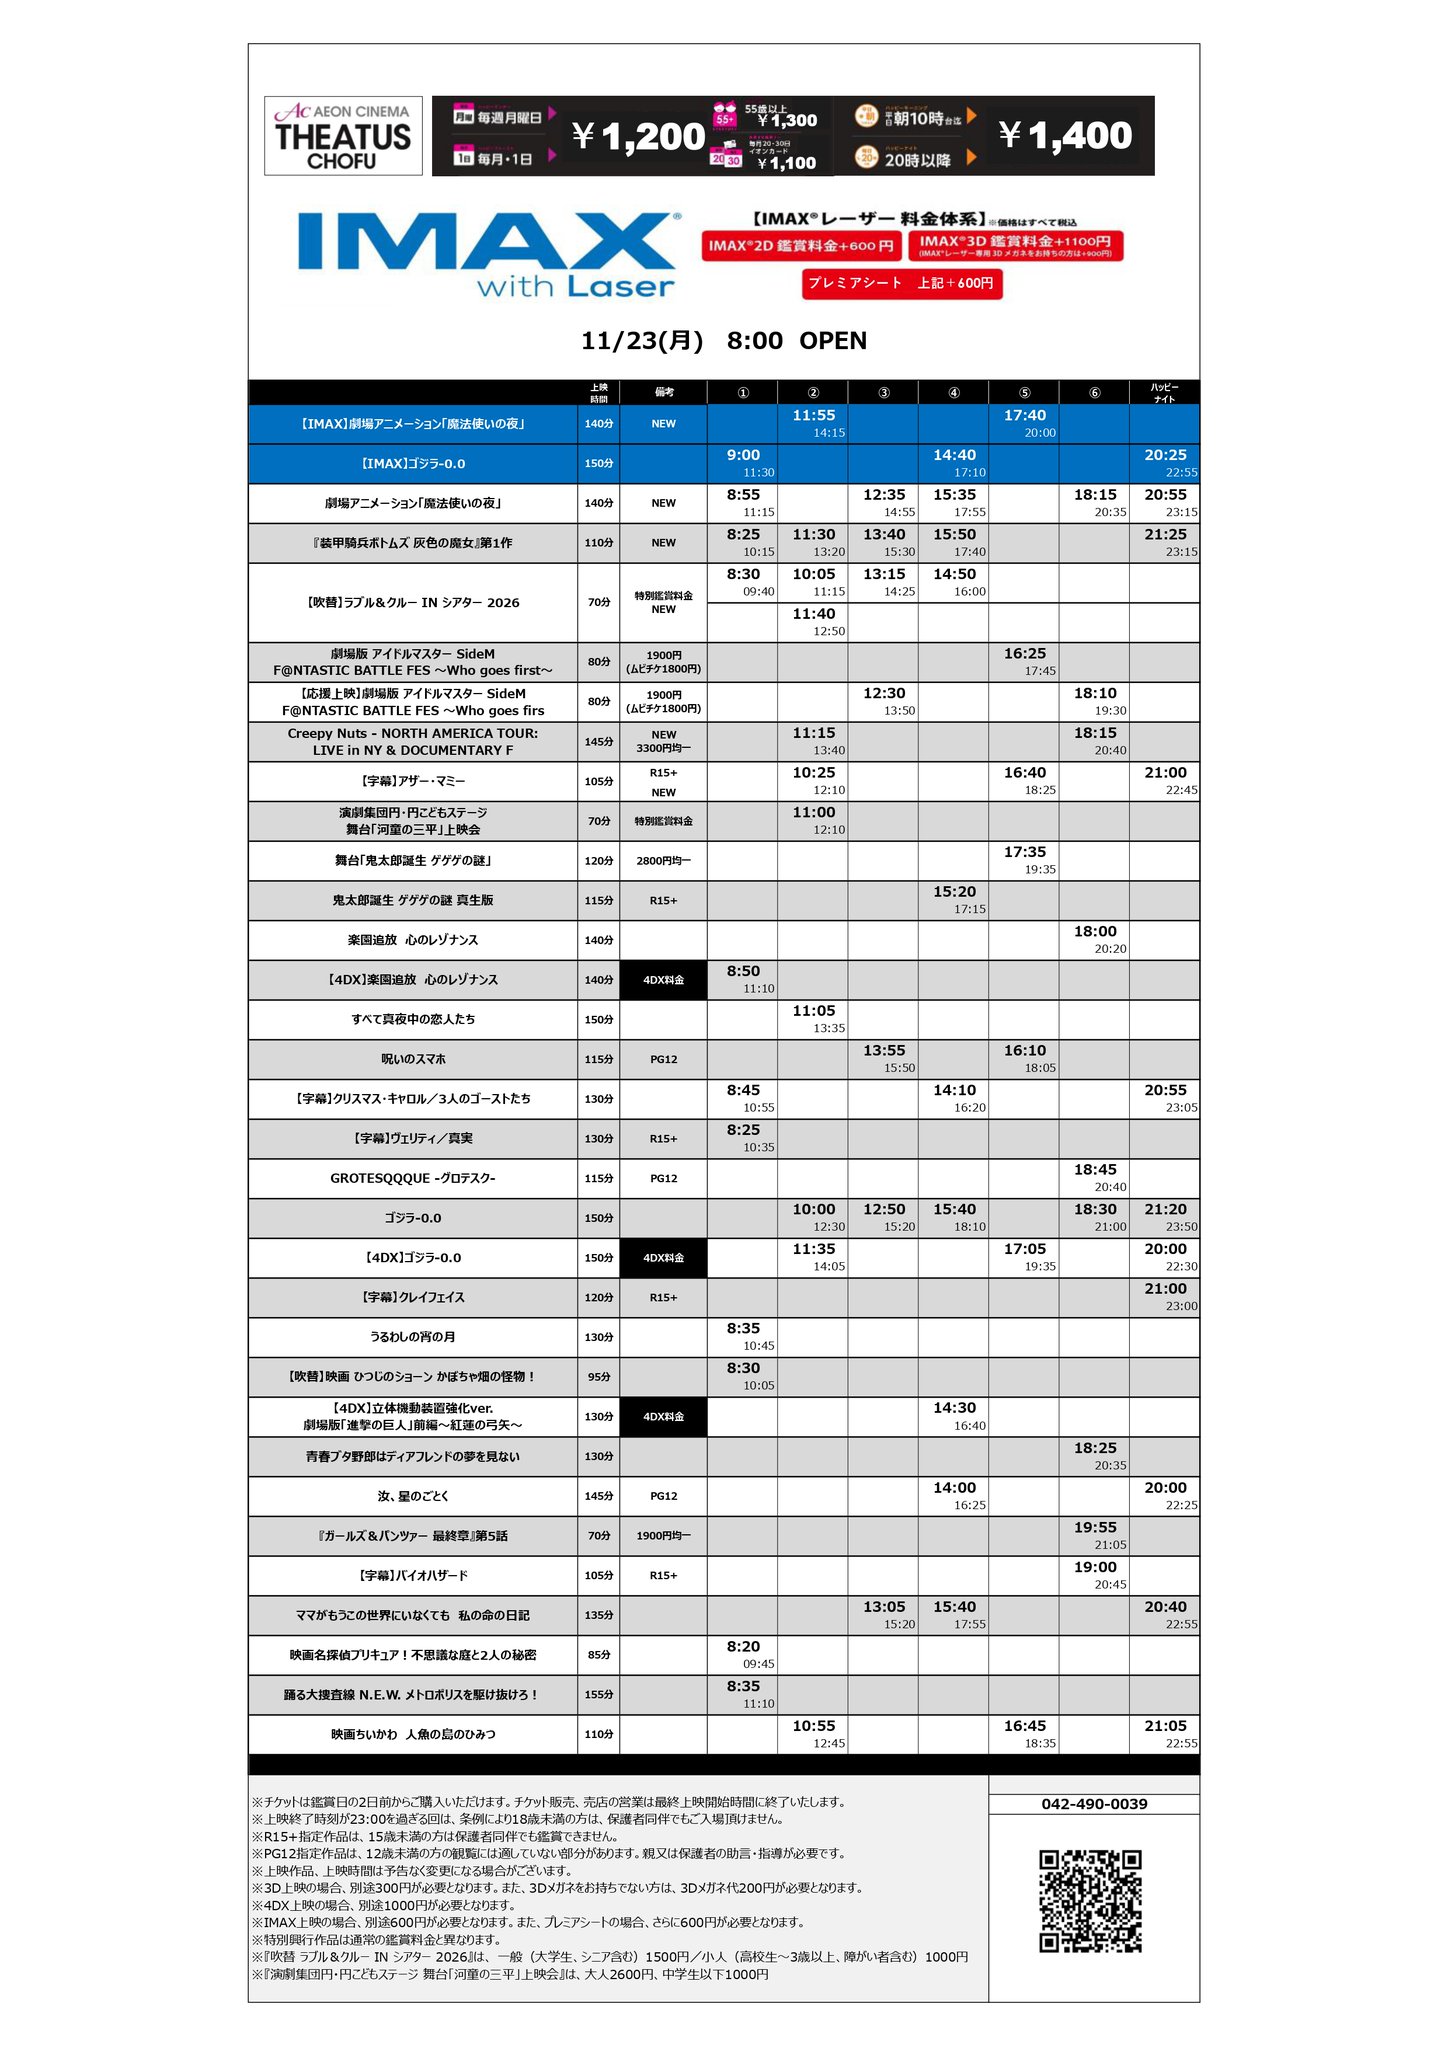 Ac AEON CINEMA
THEATUS
CHOFU
月曜 毎週月曜日
1日 毎月・1日
¥1,200
55+ 55歳以上
¥1,300
20 30 毎月20・30日
イオンカード
¥1,100
ハッピーモーニング
平日 朝10時台迄
ハッピーナイト
20時以降
¥1,400
IMAX®
with Laser
【IMAX®レーザー 料金体系】※価格はすべて税込
IMAX®2D 鑑賞料金+600円
IMAX®3D 鑑賞料金+1100円
(IMAX®レーザー専用3Dメガネをお持ちの方は+900円)
プレミアシート 上記+600円
11/23(月) 8:00 OPEN
上映時間 備考 ① ② ③ ④ ⑤ ⑥ ハッピーナイト
【IMAX】劇場アニメーション「魔法使いの夜」 140分 NEW 11:55 17:40
14:15 20:00
【IMAX】ゴジラ-0.0 150分 9:00 14:40 20:25
11:30 17:10 22:55
劇場アニメーション「魔法使いの夜」 140分 NEW 8:55 12:35 15:35 18:15 20:55
11:15 14:55 17:55 20:35 23:15
『装甲騎兵ボトムズ 灰色の魔女』第1作 110分 NEW 8:25 11:30 13:40 15:50 21:25
10:15 13:20 15:30 17:40 23:15
【吹替】ラブル&クルー IN シアター 2026 70分 特別鑑賞料金 NEW 8:30 10:05 13:15 14:50
09:40 11:15 14:25 16:00
11:40
12:50
劇場版 アイドルマスター SideM
F@NTASTIC BATTLE FES ～Who goes first～ 80分 1900円 (ムビチケ1800円) 16:25
17:45
【応援上映】劇場版 アイドルマスター SideM
F@NTASTIC BATTLE FES ～Who goes firs 80分 1900円 (ムビチケ1800円) 12:30 18:10
13:50 19:30
Creepy Nuts - NORTH AMERICA TOUR:
LIVE in NY & DOCUMENTARY F 145分 NEW 3300円均一 11:15 18:15
13:40 20:40
【字幕】アザー・マミー 105分 R15+ NEW 10:25 16:40 21:00
12:10 18:25 22:45
演劇集団円・円こどもステージ
舞台「河童の三平」上映会 70分 特別鑑賞料金 11:00
12:10
舞台「鬼太郎誕生 ゲゲゲの謎」 120分 2800円均一 17:35
19:35
鬼太郎誕生 ゲゲゲの謎 真生版 115分 R15+ 15:20
17:15
楽園追放 心のレゾナンス 140分 18:00
20:20
【4DX】楽園追放 心のレゾナンス 140分 4DX料金 8:50
11:10
すべて真夜中の恋人たち 150分 11:05
13:35
呪いのスマホ 115分 PG12 13:55 16:10
15:50 18:05
【字幕】クリスマス・キャロル／3人のゴーストたち 130分 8:45 14:10 20:55
10:55 16:20 23:05
【字幕】ヴェリティ／真実 130分 R15+ 8:25
10:35
GROTESQQQUE -グロテスク- 115分 PG12 18:45
20:40
ゴジラ-0.0 150分 10:00 12:50 15:40 18:30 21:20
12:30 15:20 18:10 21:00 23:50
【4DX】ゴジラ-0.0 150分 4DX料金 11:35 17:05 20:00
14:05 19:35 22:30
【字幕】クレイフェイス 120分 R15+ 21:00
23:00
うるわしの宵の月 130分 8:35
10:45
【吹替】映画 ひつじのショーン かぼちゃ畑の怪物！ 95分 8:30
10:05
【4DX】立体機動装置強化ver.
劇場版「進撃の巨人」前編～紅蓮の弓矢～ 130分 4DX料金 14:30
16:40
青春ブタ野郎はディアフレンドの夢を見ない 130分 18:25
20:35
汝、星のごとく 145分 PG12 14:00 20:00
16:25 22:25
『ガールズ&パンツァー 最終章』第5話 70分 1900円均一 19:55
21:05
【字幕】バイオハザード 105分 R15+ 19:00
20:45
ママがもうこの世界にいなくても 私の命の日記 135分 13:05 15:40 20:40
15:20 17:55 22:55
映画名探偵プリキュア！不思議な庭と2人の秘密 85分 8:20
09:45
踊る大捜査線 N.E.W. メトロポリスを駆け抜けろ！ 155分 8:35
11:10
映画ちいかわ 人魚の島のひみつ 110分 10:55 16:45 21:05
12:45 18:35 22:55
※チケットは鑑賞日の2日前からご購入いただけます。チケット販売、売店の営業は最終上映開始時間に終了いたします。
※上映終了時刻が23:00を過ぎる回は、条例により18歳未満の方は、保護者同伴でもご入場頂けません。
※R15+指定作品は、15歳未満の方は保護者同伴でも鑑賞できません。
※PG12指定作品は、12歳未満の方の観覧には適していない部分があります。親又は保護者の助言・指導が必要です。
※上映作品、上映時間は予告なく変更になる場合がございます。
※3D上映の場合、別途300円が必要となります。また、3Dメガネをお持ちでない方は、3Dメガネ代200円が必要となります。
※4DX上映の場合、別途1000円が必要となります。
※IMAX上映の場合、別途600円が必要となります。また、プレミアシートの場合、さらに600円が必要となります。
※特別興行作品は通常の鑑賞料金と異なります。
※『吹替 ラブル&クルー IN シアター 2026』は、一般（大学生、シニア含む）1500円／小人（高校生～3歳以上、障がい者含む）1000円
※『演劇集団円・円こどもステージ 舞台「河童の三平」上映会』は、大人2600円、中学生以下1000円
042-490-0039